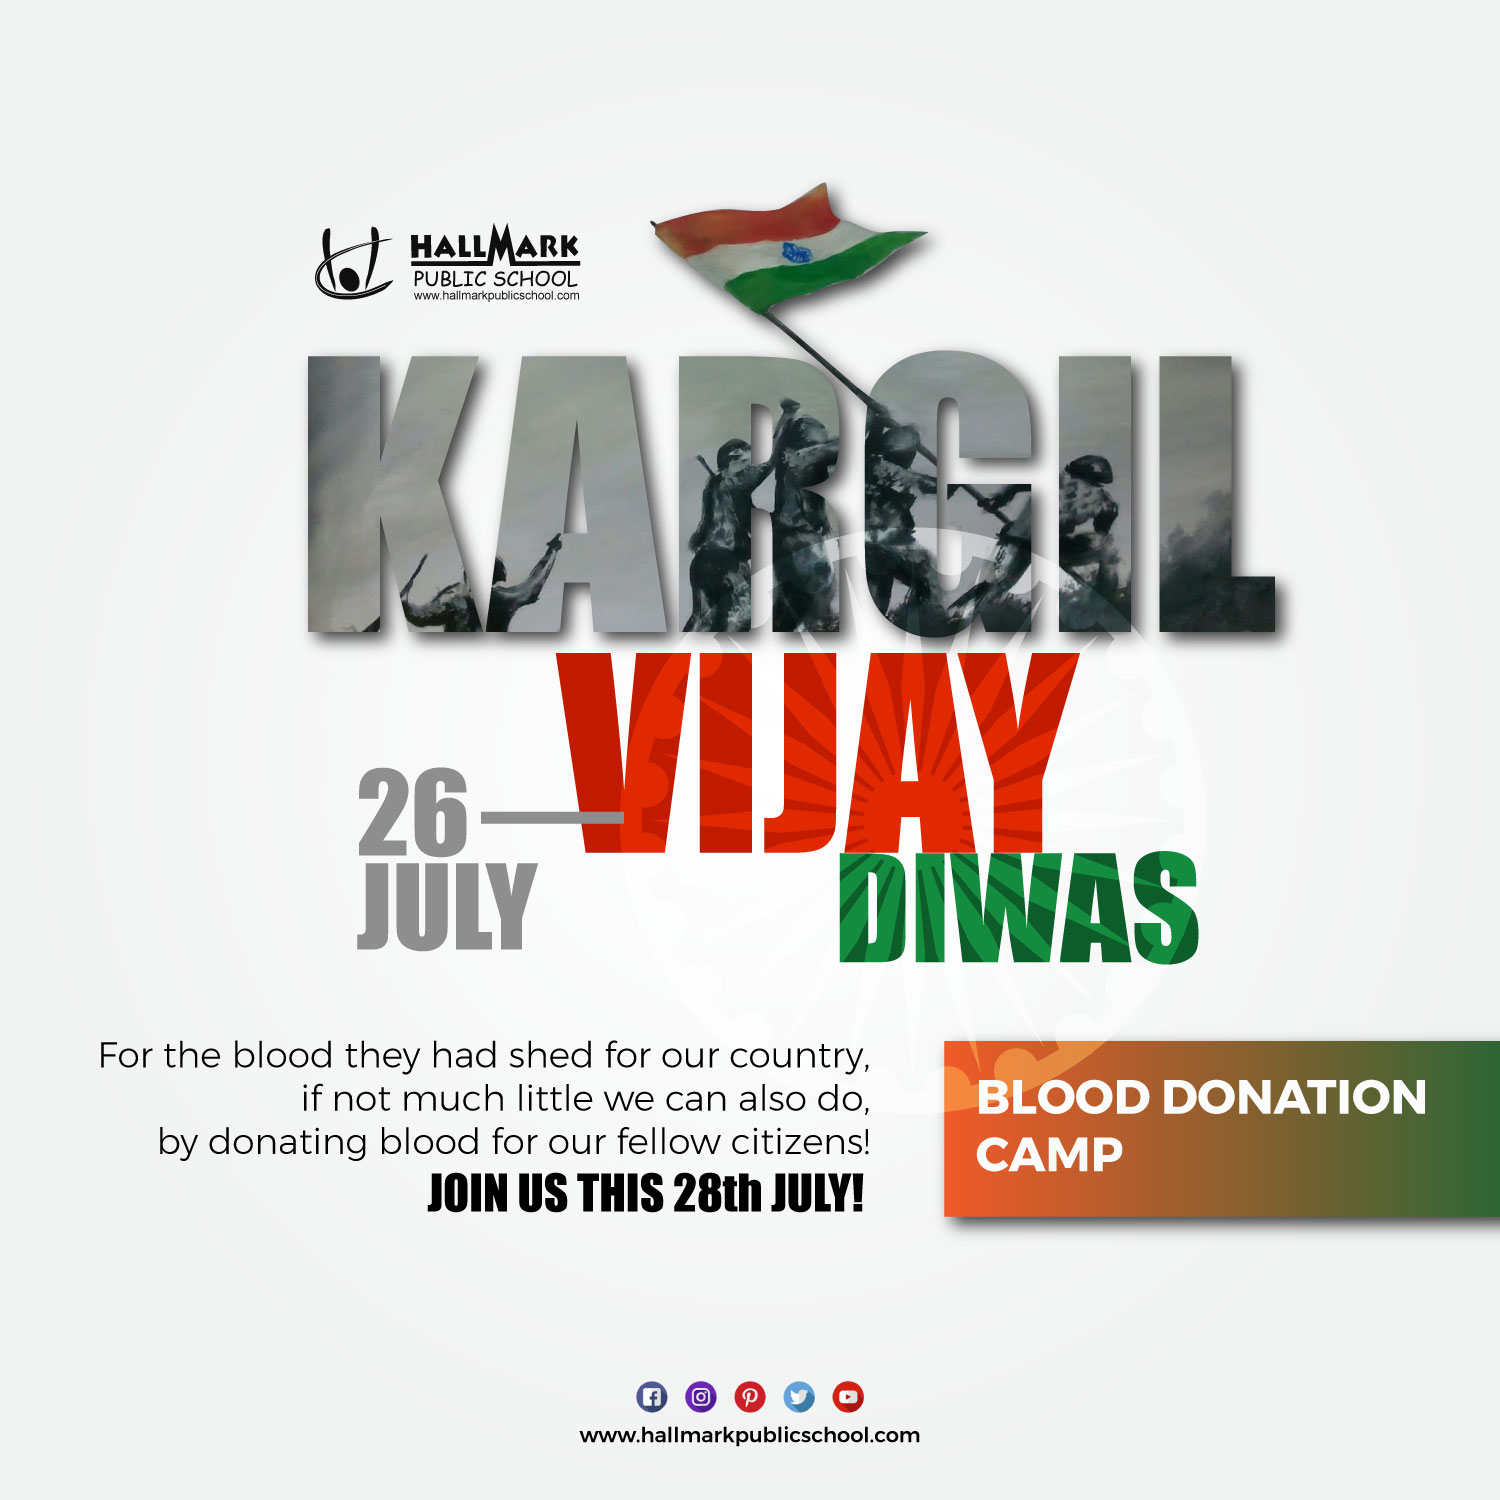 HALLMARK
PUBLIC SCHOOL
www.hallmarkpublicschool.com
KARGIL
VIJAY
26
JULY
DIWAS
For the blood they had shed for our country,
if not much little we can also do,
by donating blood for our fellow citizens!
JOIN US THIS 28th JULY!
BLOOD DONATION
CAMP
www.hallmarkpublicschool.com